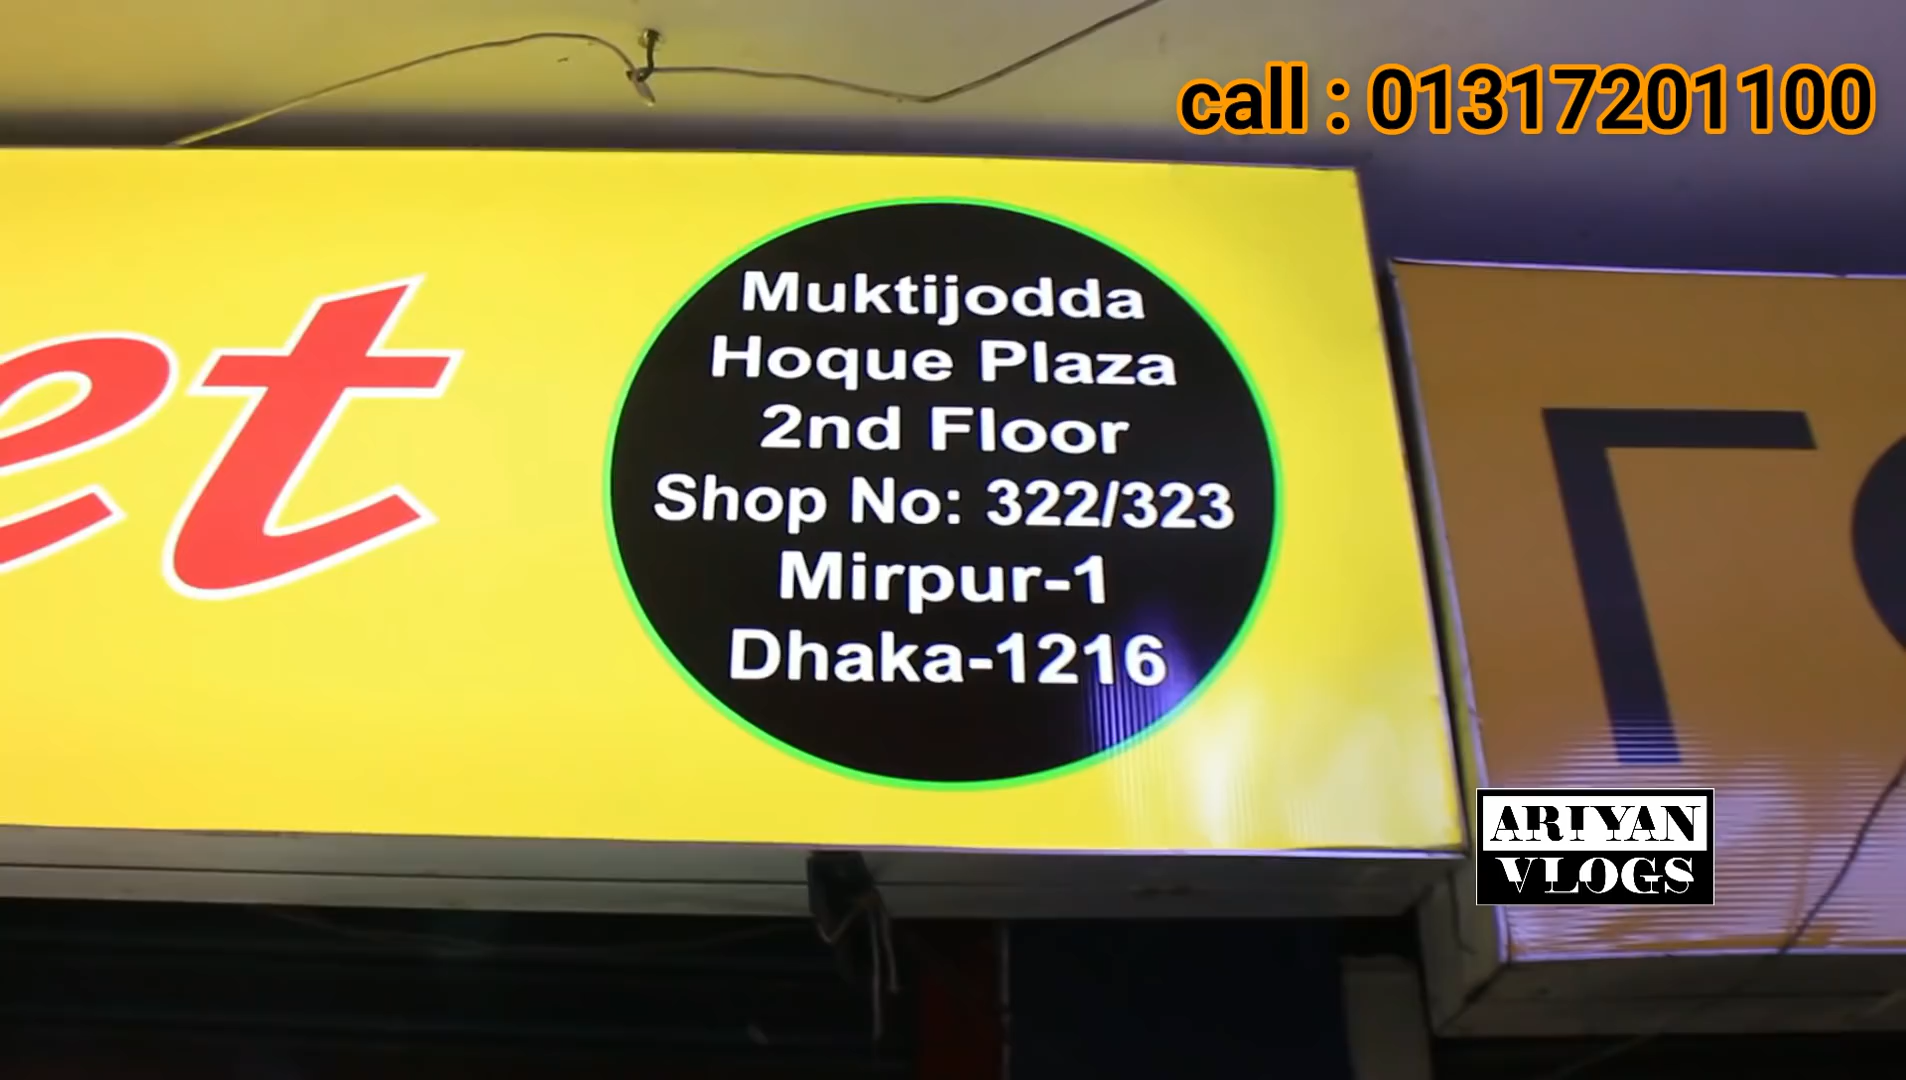 call : 01317201100
et
Muktijodda
Hoque Plaza
2nd Floor
Shop No: 322/323
Mirpur-1
Dhaka-1216
ARIYAN
VLOGS